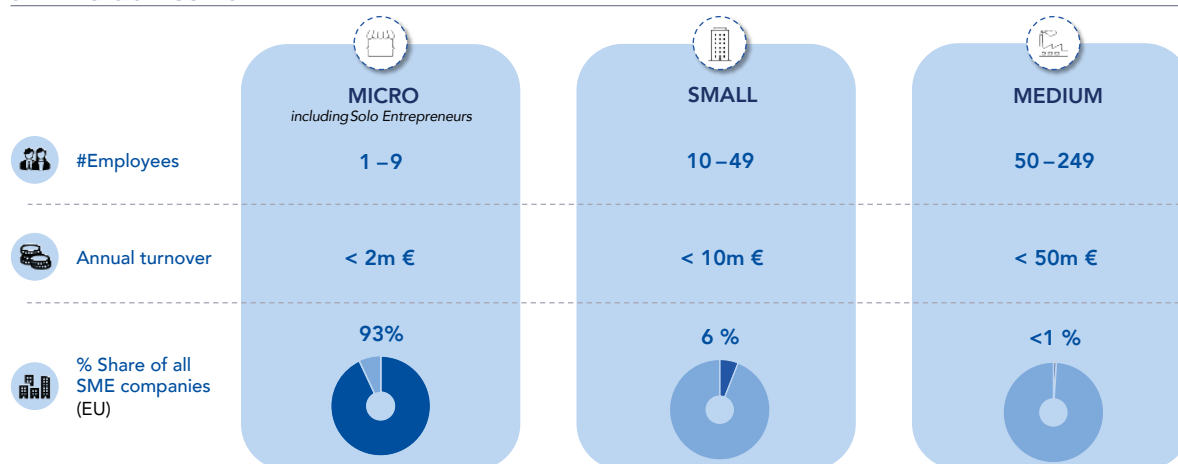 MICRO
including Solo Entrepreneurs
SMALL
MEDIUM
#Employees
1–9
10–49
50–249
Annual turnover
< 2m €
< 10m €
< 50m €
% Share of all
SME companies
(EU)
93%
6 %
<1 %